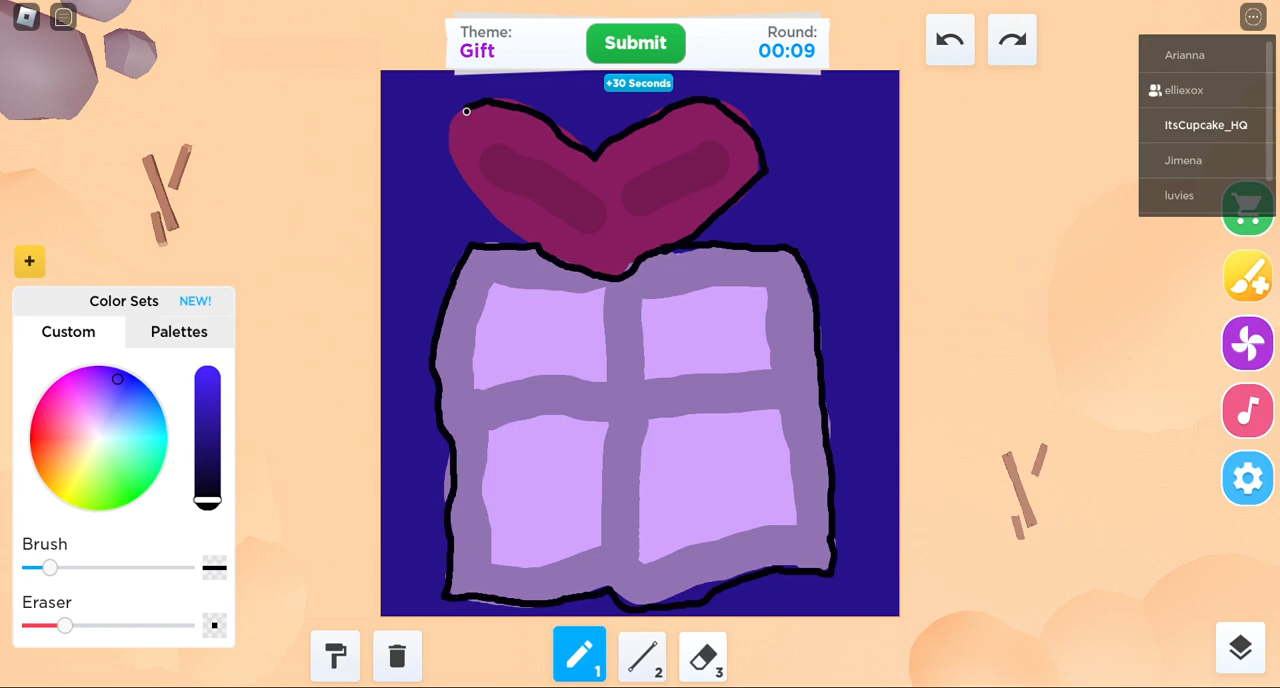 Theme:
Gift
Submit
Round:
00:09
+30 Seconds
Arianna
elliexox
ItsCupcake_HQ
Jimena
luvies
+
Color Sets NEW!
Custom Palettes
Brush
Eraser
1
2
3